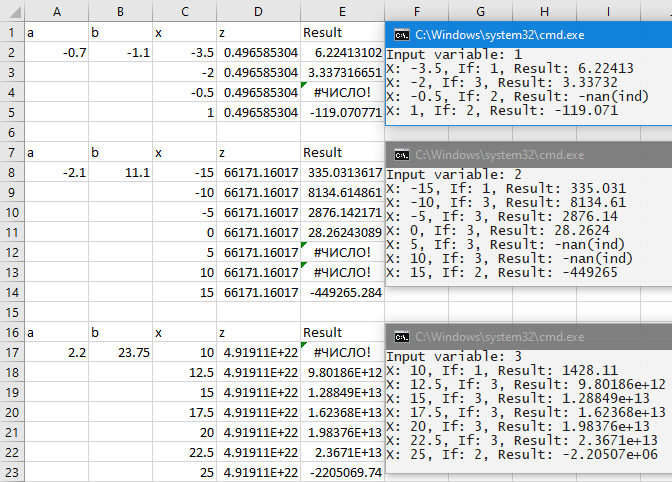 A B C D E F G H I
1 a b x z Result
2 -0.7 -1.1 -3.5 0.496585304 6.22413102
3 -2 0.496585304 3.337316651
4 -0.5 0.496585304 #ЧИСЛО!
5 1 0.496585304 -119.070771
6
7 a b x z Result
8 -2.1 11.1 -15 66171.16017 335.0313617
9 -10 66171.16017 8134.614861
10 -5 66171.16017 2876.142171
11 0 66171.16017 28.26243089
12 5 66171.16017 #ЧИСЛО!
13 10 66171.16017 #ЧИСЛО!
14 15 66171.16017 -449265.284
15
16 a b x z Result
17 2.2 23.75 10 4.91911E+22 #ЧИСЛО!
18 12.5 4.91911E+22 9.80186E+12
19 15 4.91911E+22 1.28849E+13
20 17.5 4.91911E+22 1.62368E+13
21 20 4.91911E+22 1.98376E+13
22 22.5 4.91911E+22 2.3671E+13
23 25 4.91911E+22 -2205069.74
C:\Windows\system32\cmd.exe
Input variable: 1
X: -3.5, If: 1, Result: 6.22413
X: -2, If: 3, Result: 3.33732
X: -0.5, If: 2, Result: -nan(ind)
X: 1, If: 2, Result: -119.071
C:\Windows\system32\cmd.exe
Input variable: 2
X: -15, If: 1, Result: 335.031
X: -10, If: 3, Result: 8134.61
X: -5, If: 3, Result: 2876.14
X: 0, If: 3, Result: 28.2624
X: 5, If: 3, Result: -nan(ind)
X: 10, If: 3, Result: -nan(ind)
X: 15, If: 2, Result: -449265
C:\Windows\system32\cmd.exe
Input variable: 3
X: 10, If: 1, Result: 1428.11
X: 12.5, If: 3, Result: 9.80186e+12
X: 15, If: 3, Result: 1.28849e+13
X: 17.5, If: 3, Result: 1.62368e+13
X: 20, If: 3, Result: 1.98376e+13
X: 22.5, If: 3, Result: 2.3671e+13
X: 25, If: 2, Result: -2.20507e+06